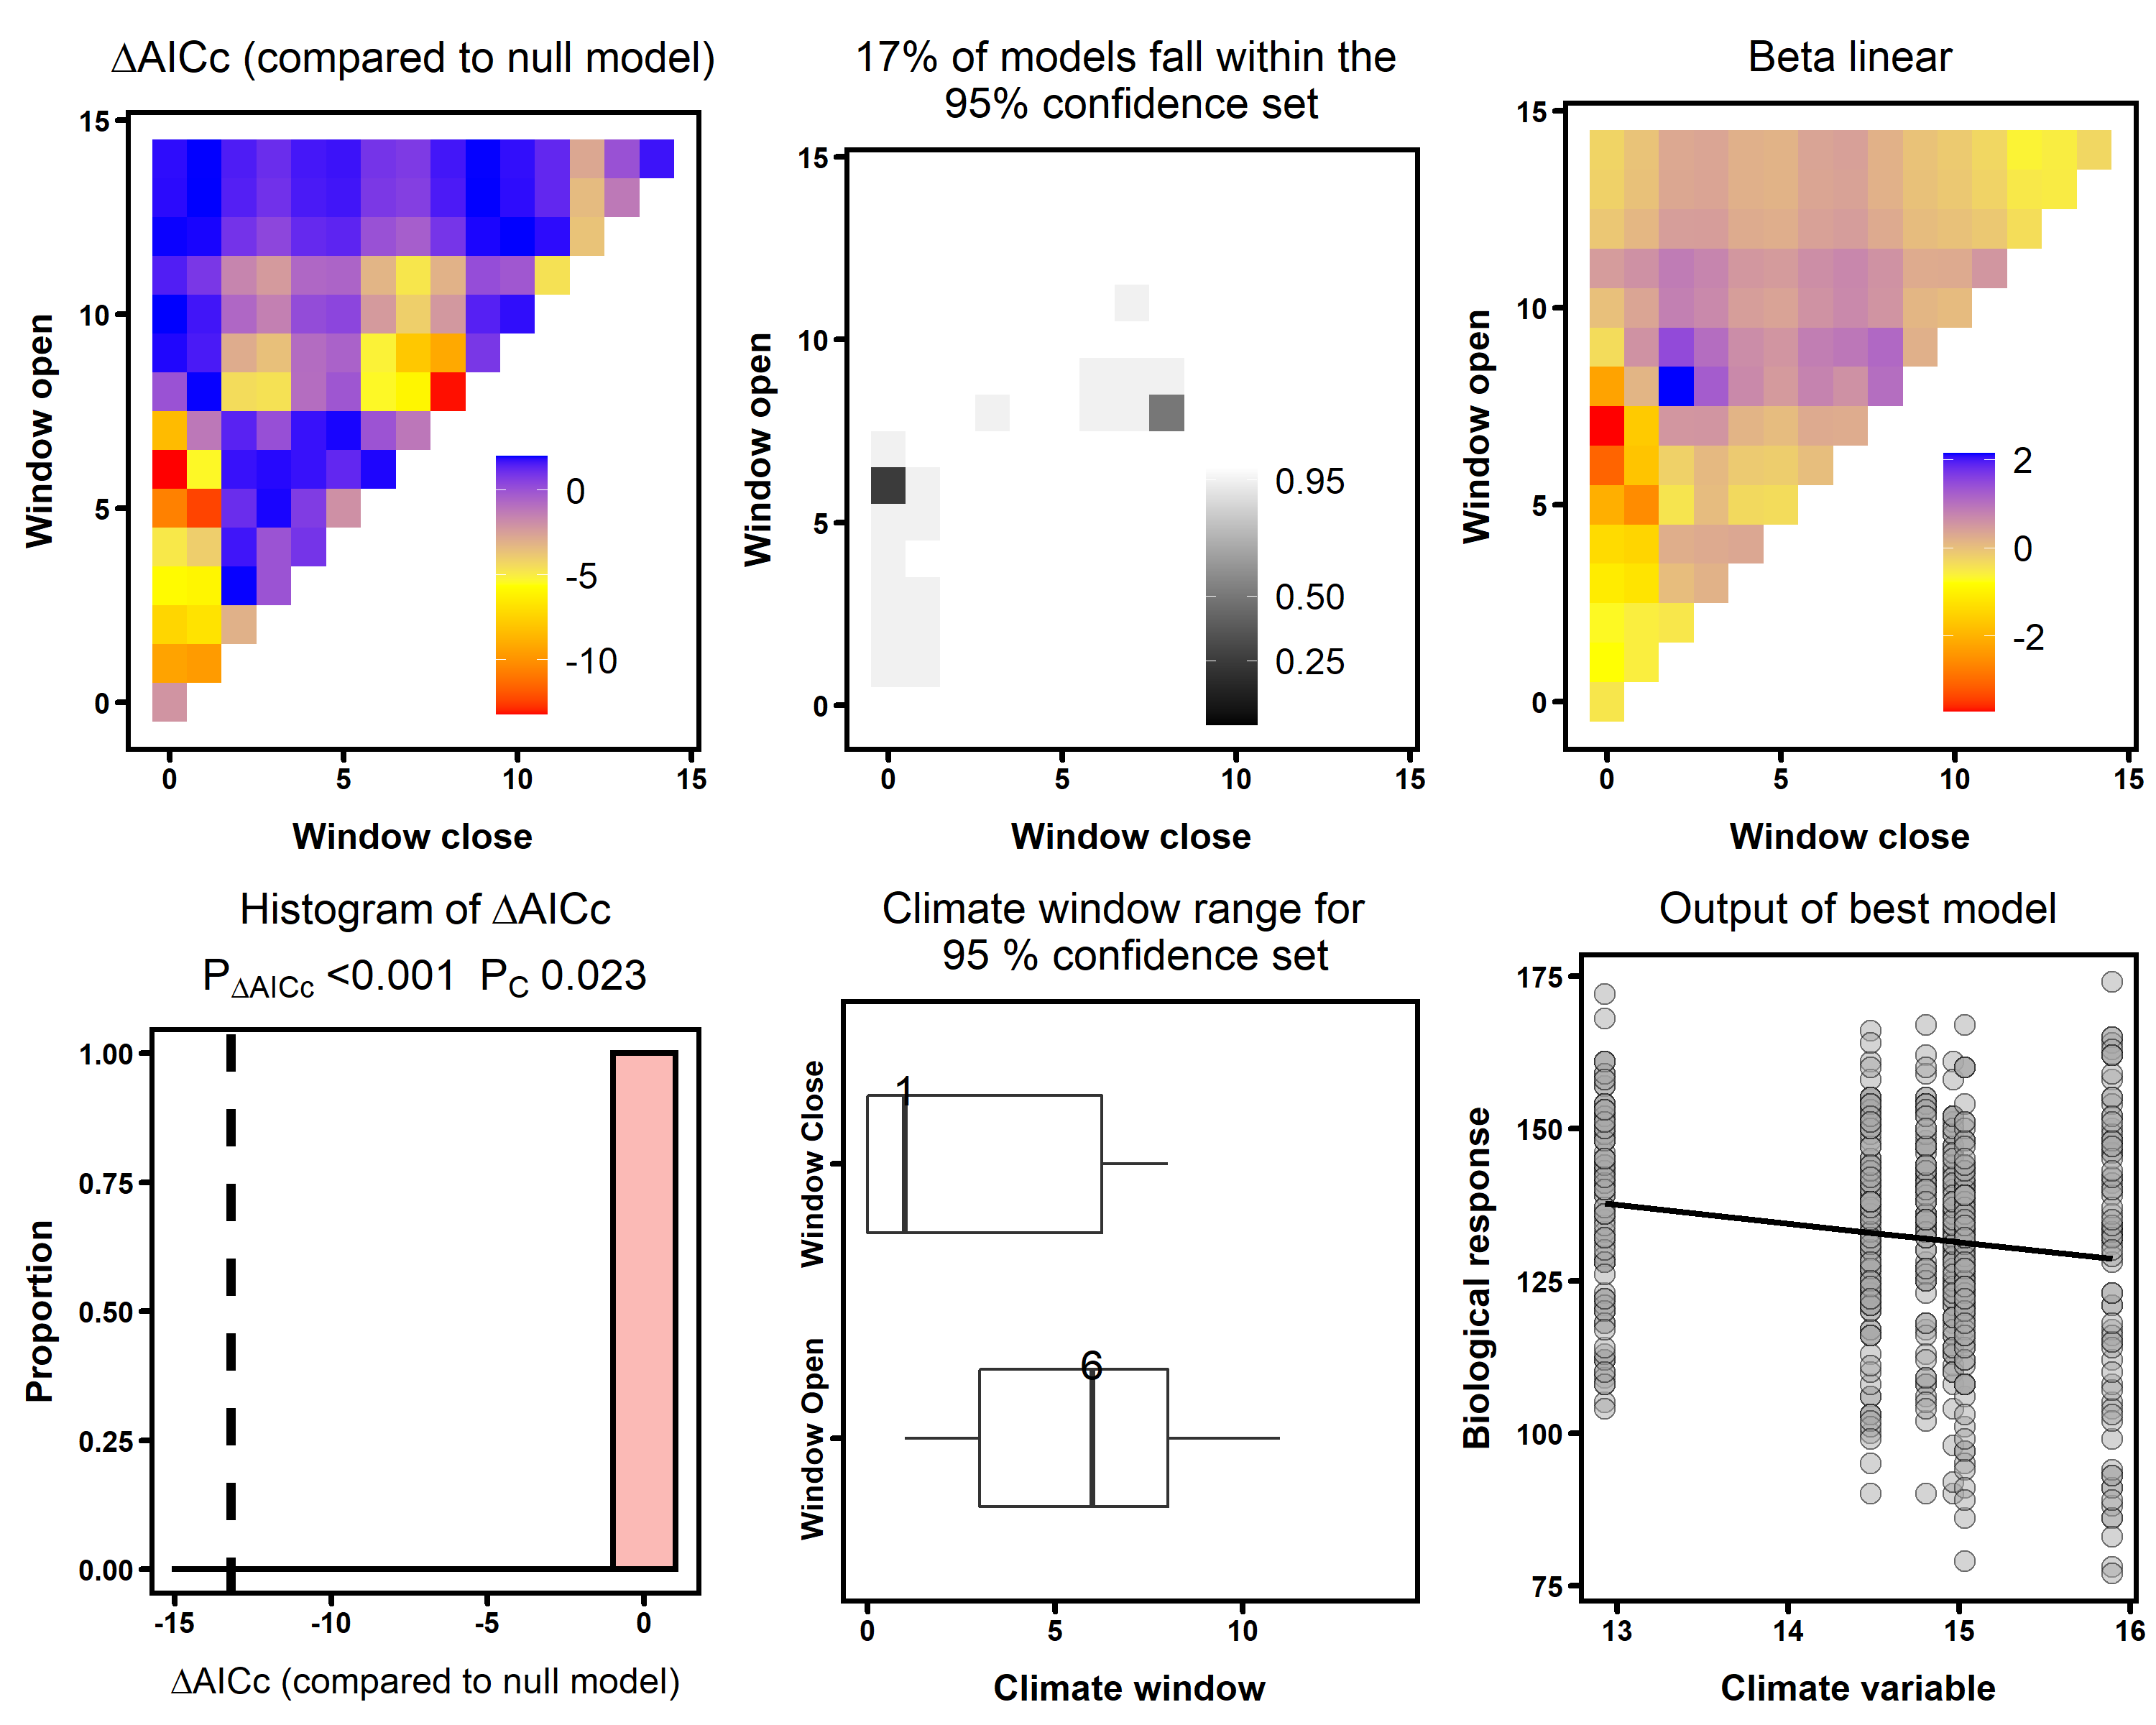 ΔAICc (compared to null model)
15
10
5
0
Window open
0
-5
-10
0 5 10 15
Window close
17% of models fall within the
95% confidence set
15
10
5
0
Window open
0.95
0.50
0.25
0 5 10 15
Window close
Beta linear
15
10
5
0
Window open
2
0
-2
0 5 10 15
Window close
Histogram of ΔAICc
PΔAICc <0.001 PC 0.023
1.00
0.75
0.50
0.25
0.00
Proportion
-15 -10 -5 0
ΔAICc (compared to null model)
Climate window range for
95 % confidence set
Window Close
1
Window Open
6
0 5 10
Climate window
Output of best model
175
150
125
100
75
Biological response
13 14 15 16
Climate variable